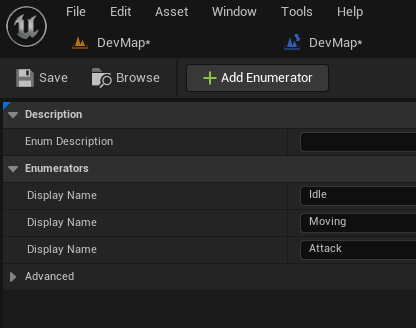 File Edit Asset Window Tools Help
DevMap* DevMap*
Save Browse Add Enumerator
Description
Enum Description
Enumerators
Display Name Idle
Display Name Moving
Display Name Attack
Advanced